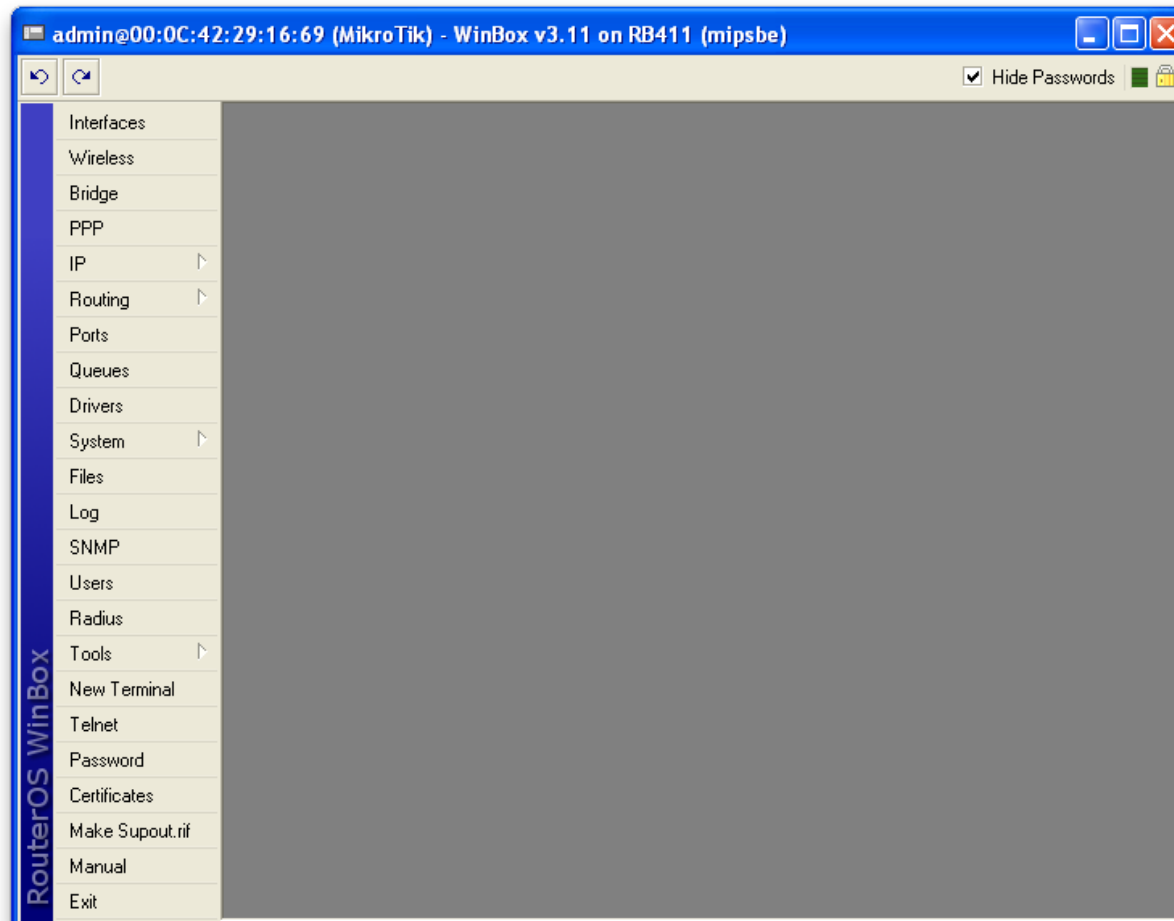 admin@00:0C:42:29:16:69 (MikroTik) - WinBox v3.11 on RB411 (mipsbe)
Hide Passwords
Interfaces
Wireless
Bridge
PPP
IP
Routing
Ports
Queues
Drivers
System
Files
Log
SNMP
Users
Radius
Tools
New Terminal
Telnet
Password
Certificates
Make Supout.rif
Manual
Exit
RouterOS WinBox